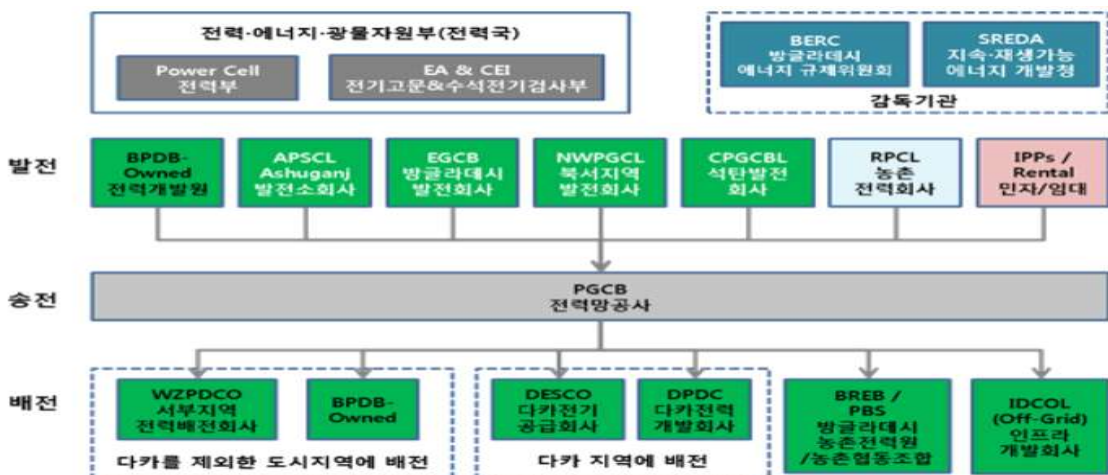 전력·에너지·광물자원부(전력국)
Power Cell
전력부
EA & CEI
전기고문&수석전기검사부
BERC
방글라데시
에너지 규제위원회
SREDA
지속·재생가능
에너지 개발청
감독기관
발전
BPDB-
Owned
전력개발원
APSCL
Ashuganj
발전소회사
EGCB
방글라데시
발전회사
NWPGCL
북서지역
발전회사
CPGCBL
석탄발전
회사
RPCL
농촌
전력회사
IPPs /
Rental
민자/임대
송전
PGCB
전력망공사
배전
WZPDCO
서부지역
전력배전회사
BPDB-
Owned
다카를 제외한 도시지역에 배전
DESCO
다카전기
공급회사
DPDC
다카전력
개발회사
다카 지역에 배전
BREB /
PBS
방글라데시
농촌전력원
/농촌협동조합
IDCOL
(Off-Grid)
인프라
개발회사